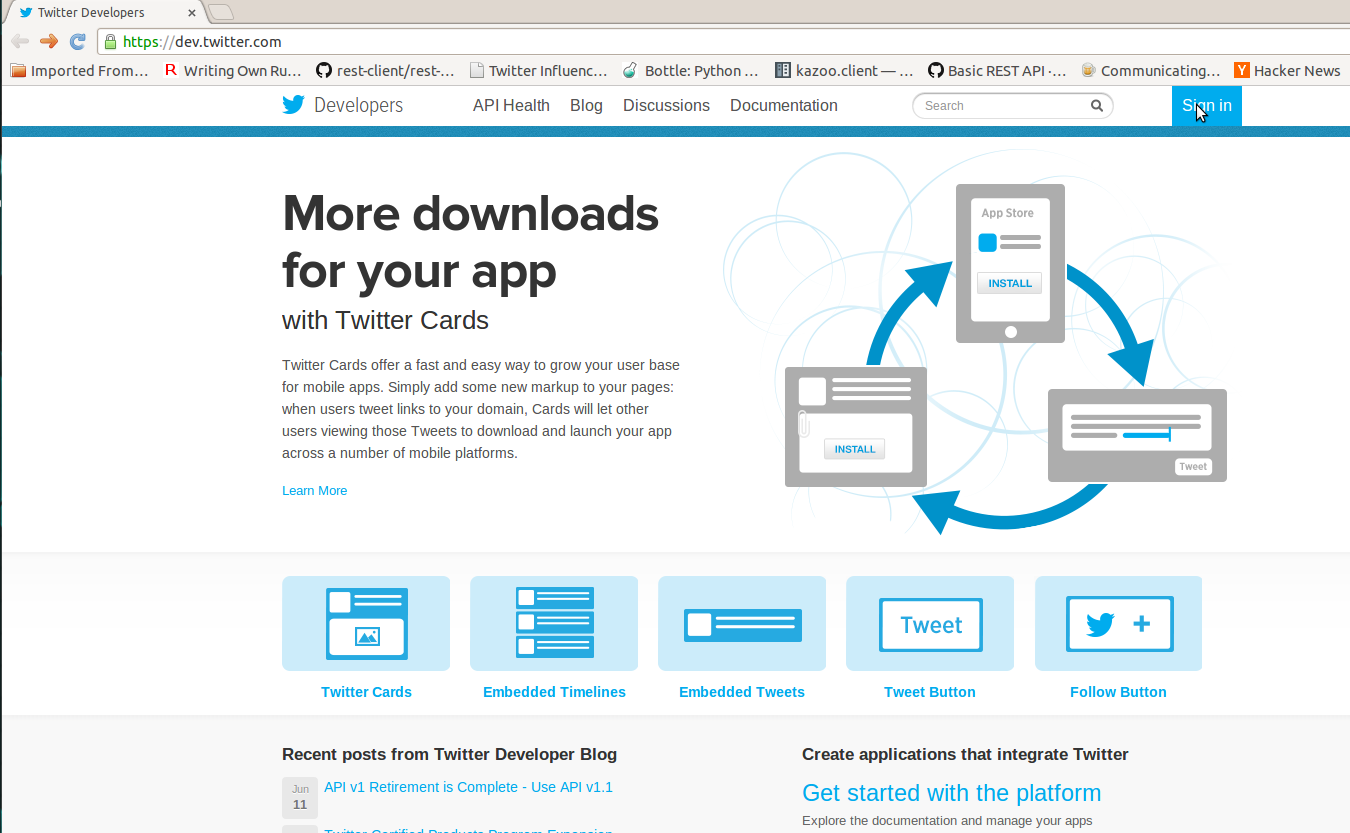 Twitter Developers
https://dev.twitter.com
Imported From... Writing Own Ru... rest-client/rest-... Twitter Influenc... Bottle: Python ... kazoo.client — ... Basic REST API ·... Communicating... Hacker News
Developers API Health Blog Discussions Documentation Search Sign in
More downloads
for your app
with Twitter Cards
Twitter Cards offer a fast and easy way to grow your user base
for mobile apps. Simply add some new markup to your pages:
when users tweet links to your domain, Cards will let other
users viewing those Tweets to download and launch your app
across a number of mobile platforms.
Learn More
App Store
INSTALL
INSTALL
Tweet
Tweet
Twitter Cards Embedded Timelines Embedded Tweets Tweet Button Follow Button
Recent posts from Twitter Developer Blog
Jun
11
API v1 Retirement is Complete - Use API v1.1
Twitter Certified Products Program Expansion
Create applications that integrate Twitter
Get started with the platform
Explore the documentation and manage your apps